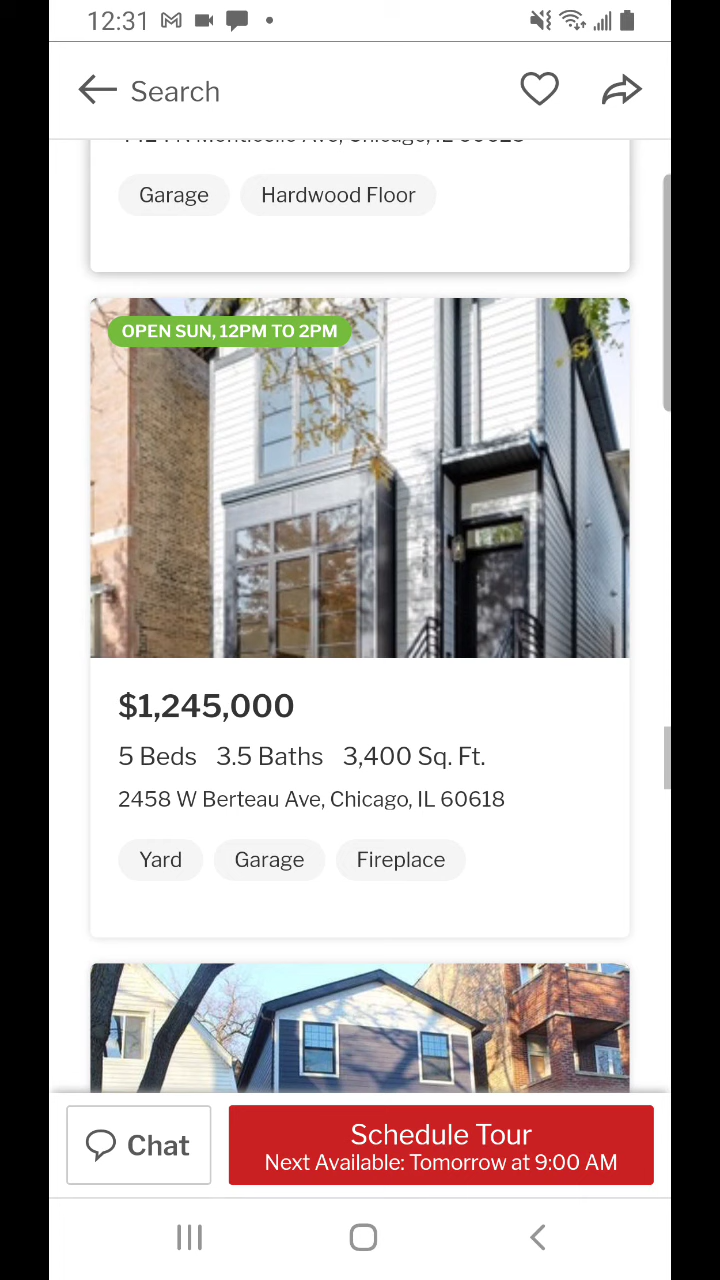 12:31
Search
Garage
Hardwood Floor
OPEN SUN, 12PM TO 2PM
$1,245,000
5 Beds 3.5 Baths 3,400 Sq. Ft.
2458 W Berteau Ave, Chicago, IL 60618
Yard
Garage
Fireplace
Chat
Schedule Tour
Next Available: Tomorrow at 9:00 AM